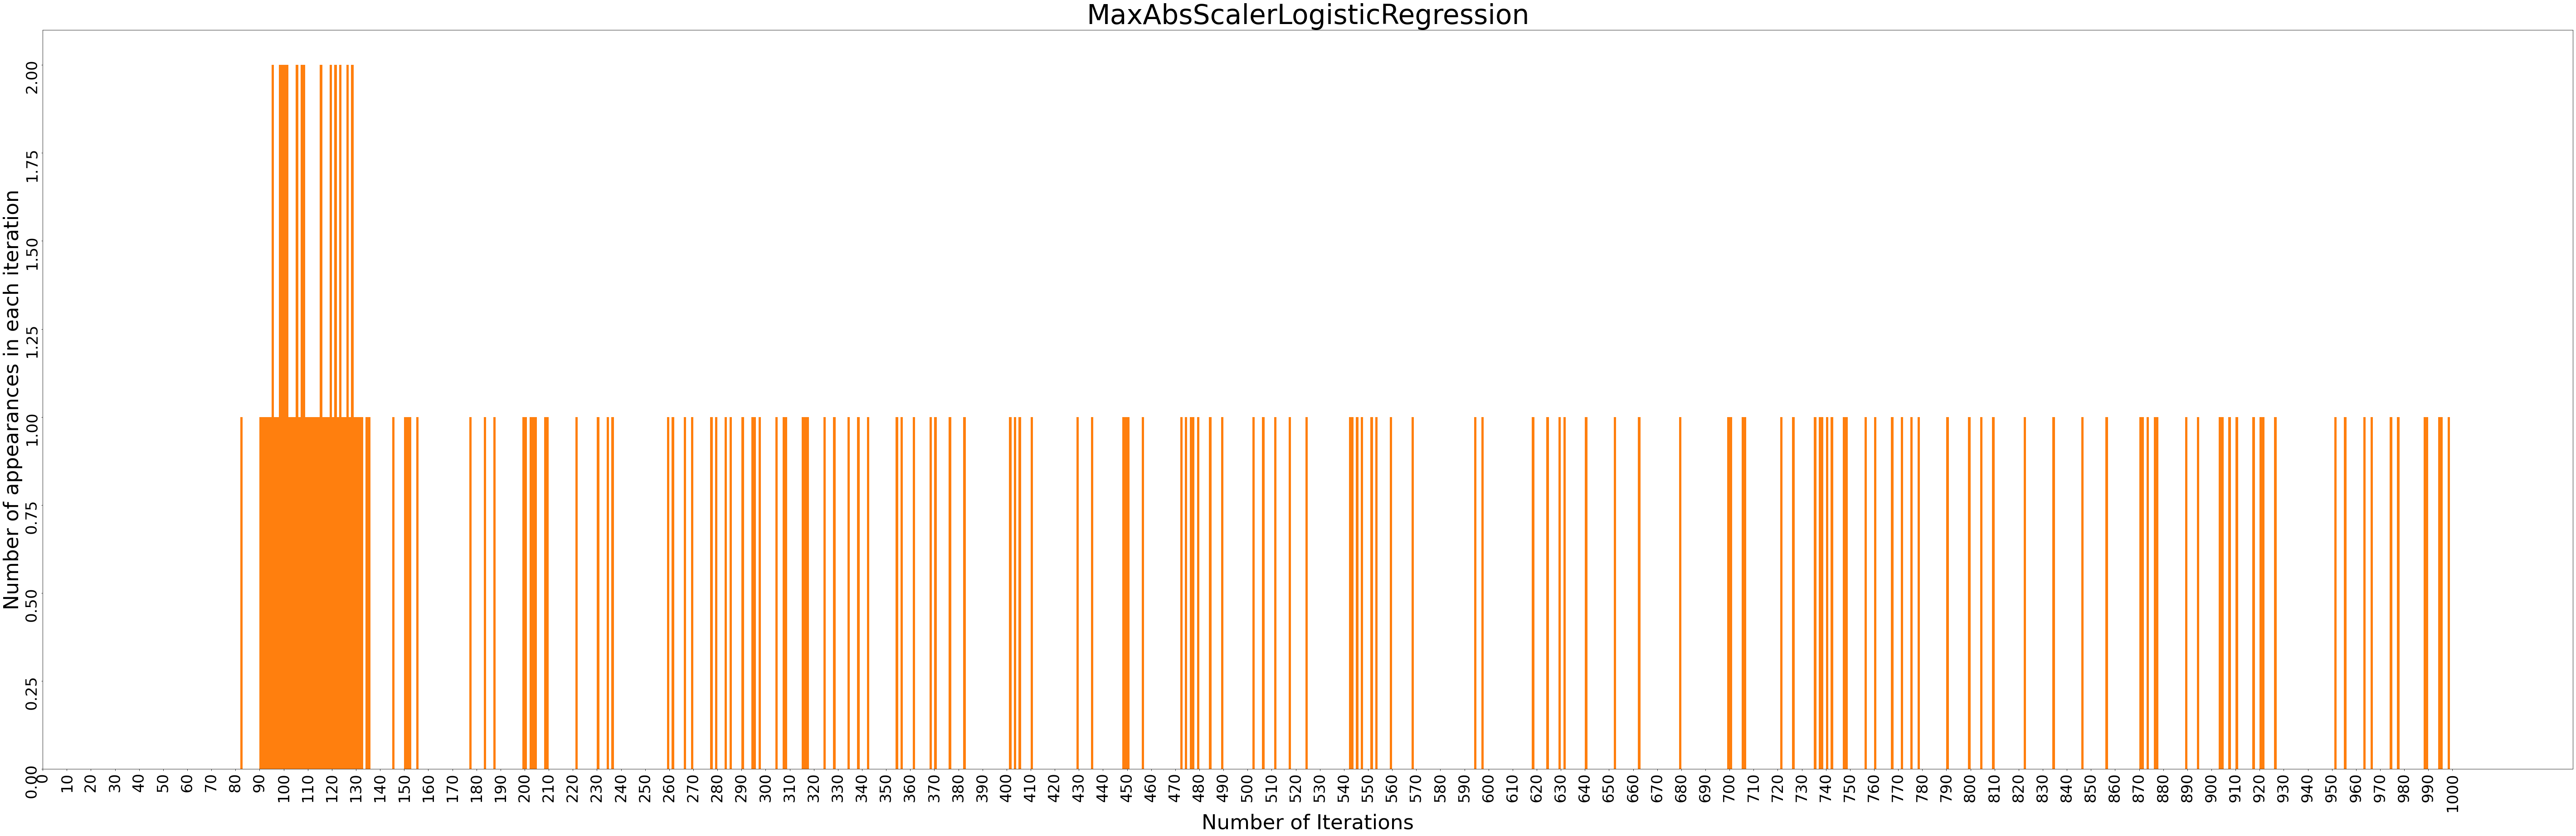 MaxAbsScalerLogisticRegression
Number of appearances in each iteration
2.00
1.75
1.50
1.25
1.00
0.75
0.50
0.25
0.00
0 10 20 30 40 50 60 70 80 90 100 110 120 130 140 150 160 170 180 190 200 210 220 230 240 250 260 270 280 290 300 310 320 330 340 350 360 370 380 390 400 410 420 430 440 450 460 470 480 490 500 510 520 530 540 550 560 570 580 590 600 610 620 630 640 650 660 670 680 690 700 710 720 730 740 750 760 770 780 790 800 810 820 830 840 850 860 870 880 890 900 910 920 930 940 950 960 970 980 990 1000
Number of Iterations